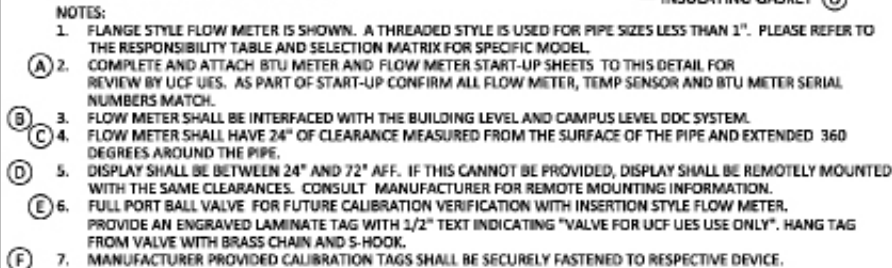 INSULATING GASKET G
NOTES:
1. FLANGE STYLE FLOW METER IS SHOWN. A THREADED STYLE IS USED FOR PIPE SIZES LESS THAN 1". PLEASE REFER TO
THE RESPONSIBILITY TABLE AND SELECTION MATRIX FOR SPECIFIC MODEL.
A 2. COMPLETE AND ATTACH BTU METER AND FLOW METER START-UP SHEETS TO THIS DETAIL FOR
REVIEW BY UCF UES. AS PART OF START-UP CONFIRM ALL FLOW METER, TEMP SENSOR AND BTU METER SERIAL
NUMBERS MATCH.
B 3. FLOW METER SHALL BE INTERFACED WITH THE BUILDING LEVEL AND CAMPUS LEVEL DDC SYSTEM.
C 4. FLOW METER SHALL HAVE 24" OF CLEARANCE MEASURED FROM THE SURFACE OF THE PIPE AND EXTENDED 360
DEGREES AROUND THE PIPE.
D 5. DISPLAY SHALL BE BETWEEN 24" AND 72" AFF. IF THIS CANNOT BE PROVIDED, DISPLAY SHALL BE REMOTELY MOUNTED
WITH THE SAME CLEARANCES. CONSULT MANUFACTURER FOR REMOTE MOUNTING INFORMATION.
E 6. FULL PORT BALL VALVE FOR FUTURE CALIBRATION VERIFICATION WITH INSERTION STYLE FLOW METER.
PROVIDE AN ENGRAVED LAMINATE TAG WITH 1/2" TEXT INDICATING "VALVE FOR UCF UES USE ONLY". HANG TAG
FROM VALVE WITH BRASS CHAIN AND S-HOOK.
F 7. MANUFACTURER PROVIDED CALIBRATION TAGS SHALL BE SECURELY FASTENED TO RESPECTIVE DEVICE.